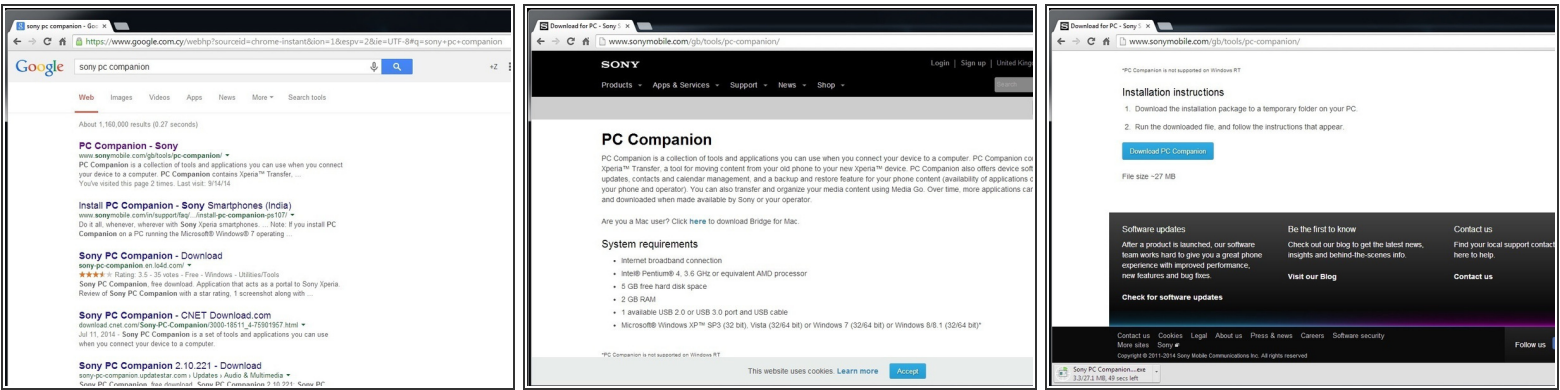 sony pc companion - Goo
https://www.google.com.cy/webhp?sourceid=chrome-instant&ion=1&espv=2&ie=UTF-8#q=sony+pc+companion
Google
sony pc companion
+Z
Web Images Videos Apps News More Search tools
About 1,160,000 results (0.27 seconds)
PC Companion - Sony
www.sonymobile.com/gb/tools/pc-companion/
PC Companion is a collection of tools and applications you can use when you connect
your device to a computer. PC Companion contains Xperia™ Transfer, ...
You've visited this page 2 times. Last visit: 9/14/14
Install PC Companion - Sony Smartphones (India)
www.sonymobile.com/in/support/faq/.../install-pc-companion-ps107/
Do it all, whenever, wherever with Sony Xperia smartphones. ... Note: If you install PC
Companion on a PC running the Microsoft® Windows® 7 operating ...
Sony PC Companion - Download
sony-pc-companion.en.lo4d.com/
Rating: 3.5 - 35 votes - Free - Windows - Utilities/Tools
Sony PC Companion, free download. Application that acts as a portal to Sony Xperia.
Review of Sony PC Companion with a star rating, 1 screenshot along with ...
Sony PC Companion - CNET Download.com
download.cnet.com/Sony-PC-Companion/3000-18511_4-75901957.html
Jul 11, 2014 - Sony PC Companion is a set of tools and applications you can use
when you connect your device to a computer.
Sony PC Companion 2.10.221 - Download
sony-pc-companion.updatestar.com › Updates › Audio & Multimedia
Sony PC Companion, free download. Sony PC Companion 2.10.221: Sony PC
Download for PC - Sony S
www.sonymobile.com/gb/tools/pc-companion/
SONY
Login | Sign up | United King
Products Apps & Services Support News Shop
Search
PC Companion
PC Companion is a collection of tools and applications you can use when you connect your device to a computer. PC Companion co
Xperia™ Transfer, a tool for moving content from your old phone to your new Xperia™ device. PC Companion also offers device soft
updates, contacts and calendar management, and a backup and restore feature for your phone content (availability of applications c
your phone and operator). You can also transfer and organize your media content using Media Go. Over time, more applications car
and downloaded when made available by Sony or your operator.
Are you a Mac user? Click here to download Bridge for Mac.
System requirements
• Internet broadband connection
• Intel® Pentium® 4, 3.6 GHz or equivalent AMD processor
• 5 GB free hard disk space
• 2 GB RAM
• 1 available USB 2.0 or USB 3.0 port and USB cable
• Microsoft® Windows XP™ SP3 (32 bit), Vista (32/64 bit) or Windows 7 (32/64 bit) or Windows 8/8.1 (32/64 bit)*
*PC Companion is not supported on Windows RT
This website uses cookies. Learn more Accept
Download for PC - Sony S
www.sonymobile.com/gb/tools/pc-companion/
*PC Companion is not supported on Windows RT
Installation instructions
1. Download the installation package to a temporary folder on your PC.
2. Run the downloaded file, and follow the instructions that appear.
Download PC Companion
File size ~27 MB
Software updates
After a product is launched, our software
team works hard to give you a great phone
experience with improved performance,
new features and bug fixes.
Check for software updates
Be the first to know
Check out our blog to get the latest news,
insights and behind-the-scenes info.
Visit our Blog
Contact us
Find your local support contact
here to help.
Contact us
Contact us Cookies Legal About us Press & news Careers Software security
More sites Sony
Copyright © 2011-2014 Sony Mobile Communications Inc. All rights reserved
Follow us
Sony PC Companion....exe
3.3/27.1 MB, 49 secs left